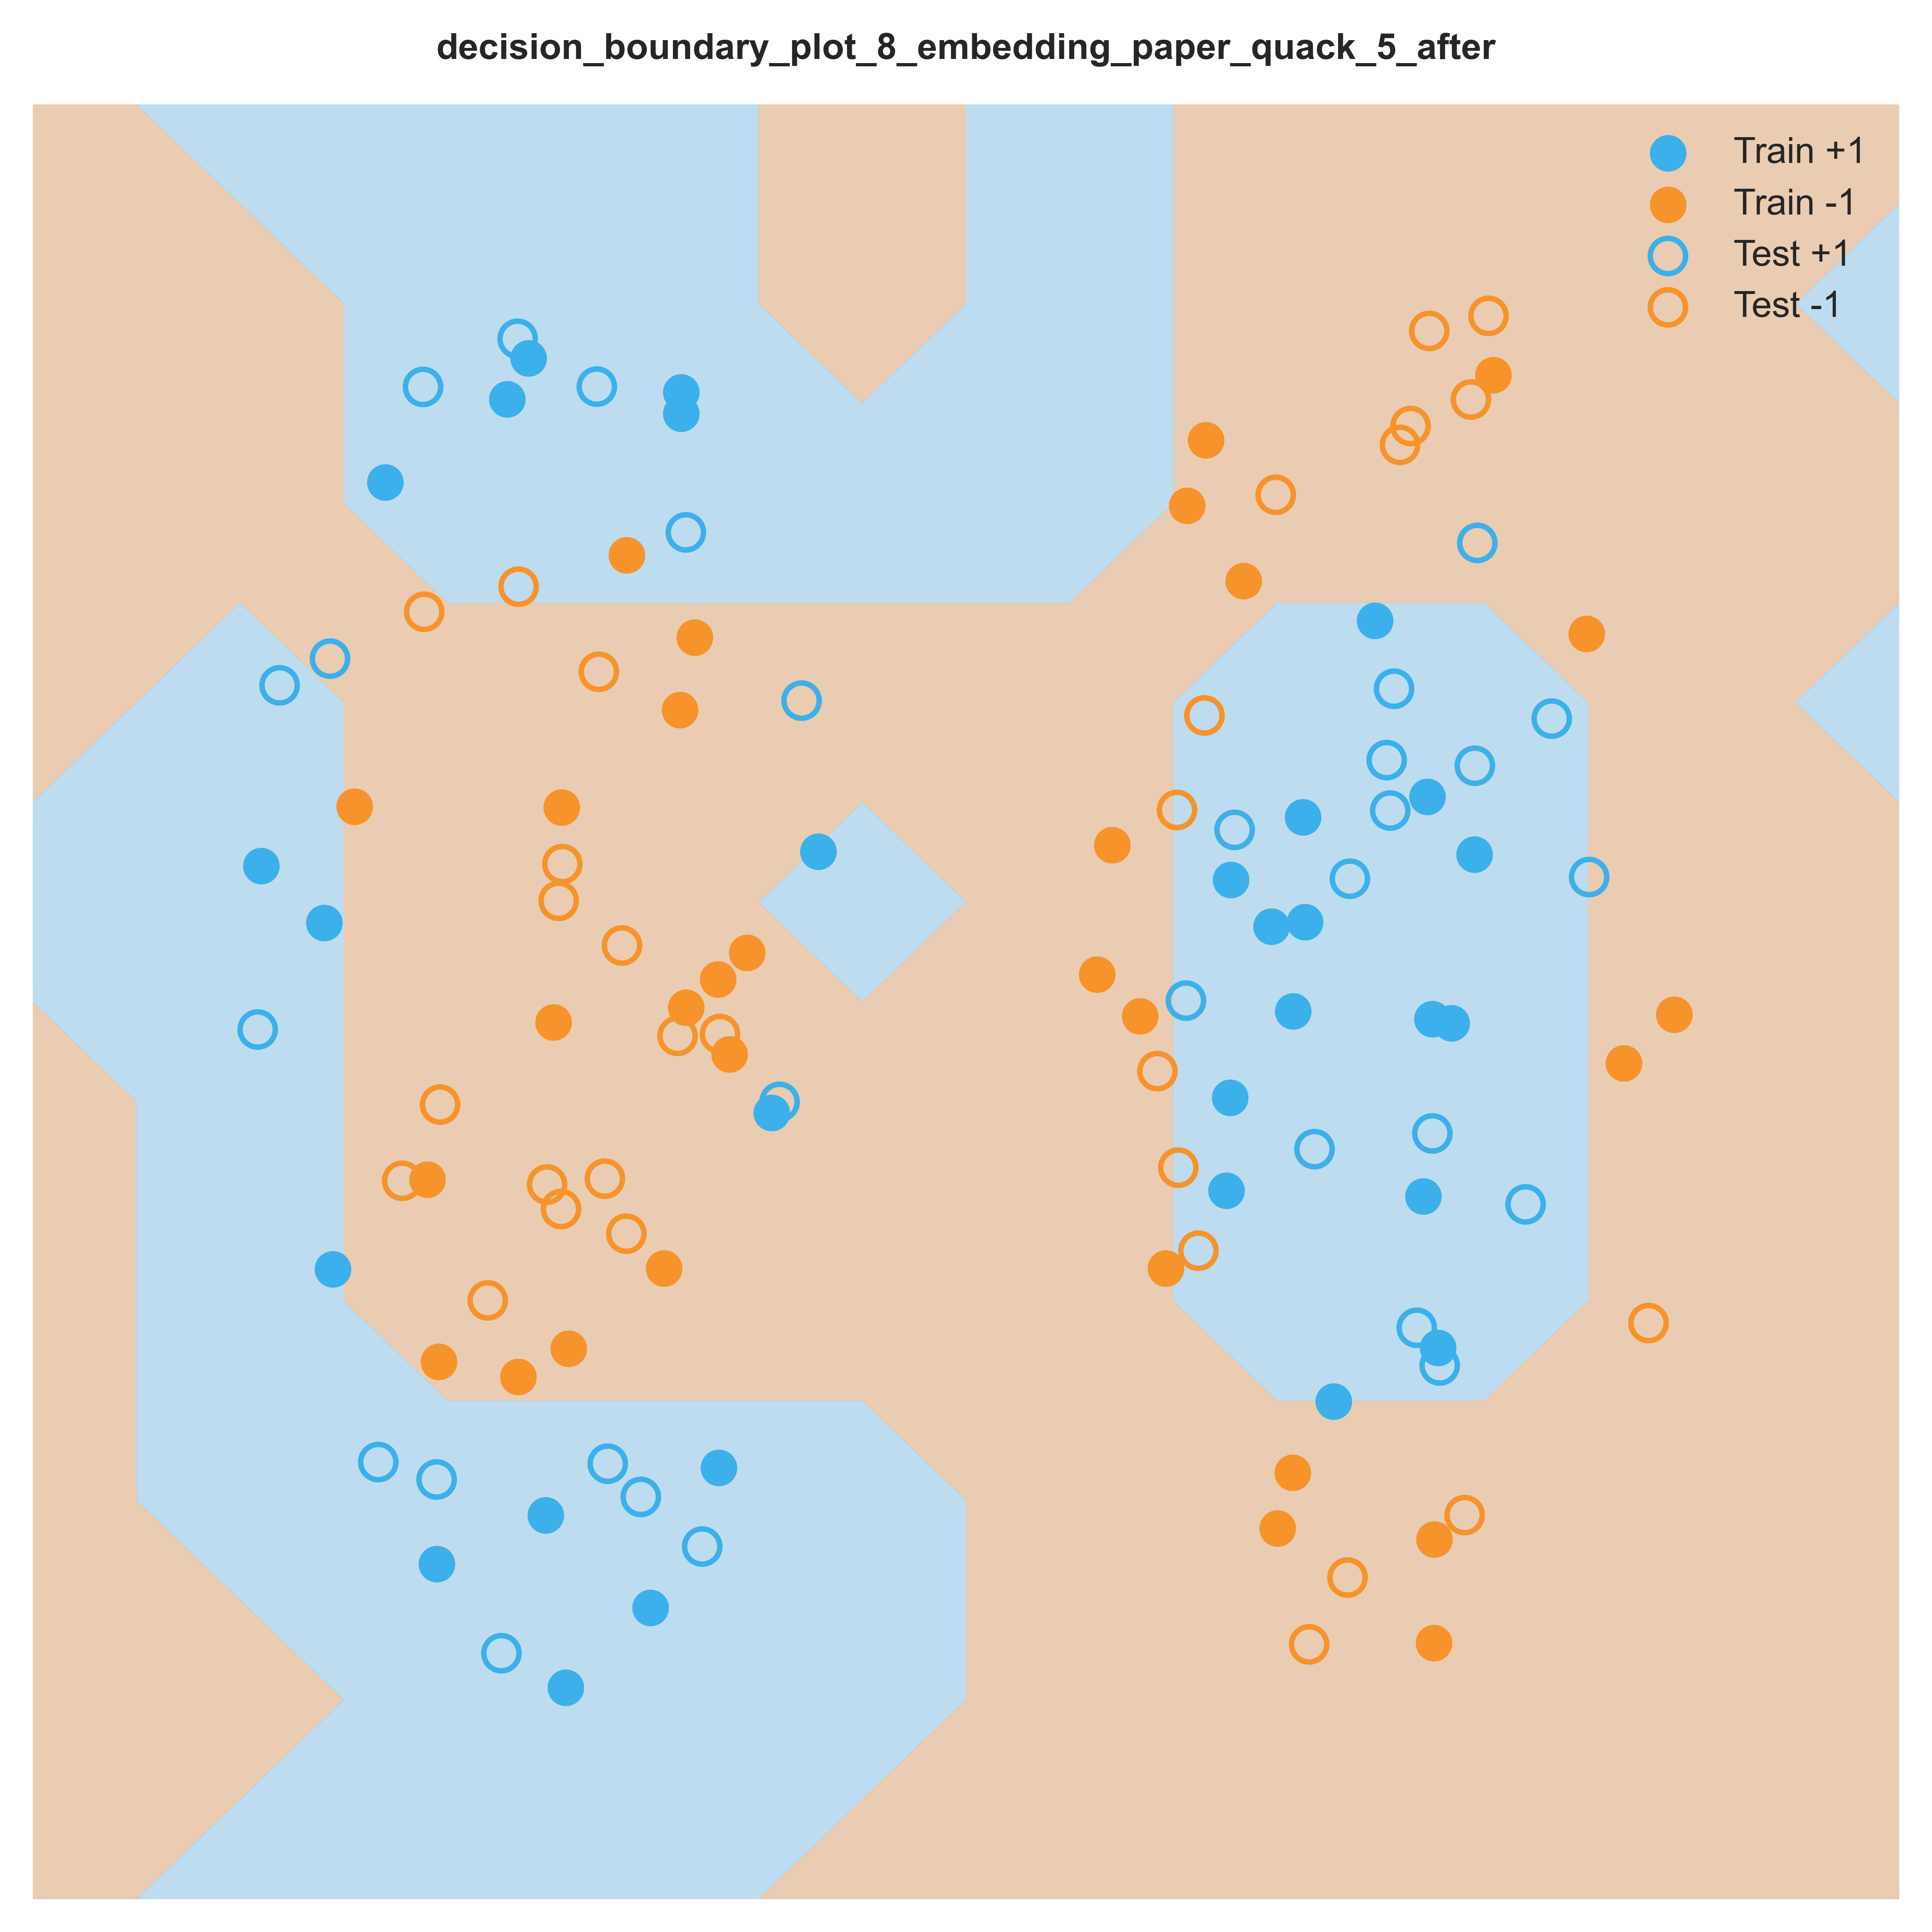 decision_boundary_plot_8_embedding_paper_quack_5_after
Train +1
Train -1
Test +1
Test -1